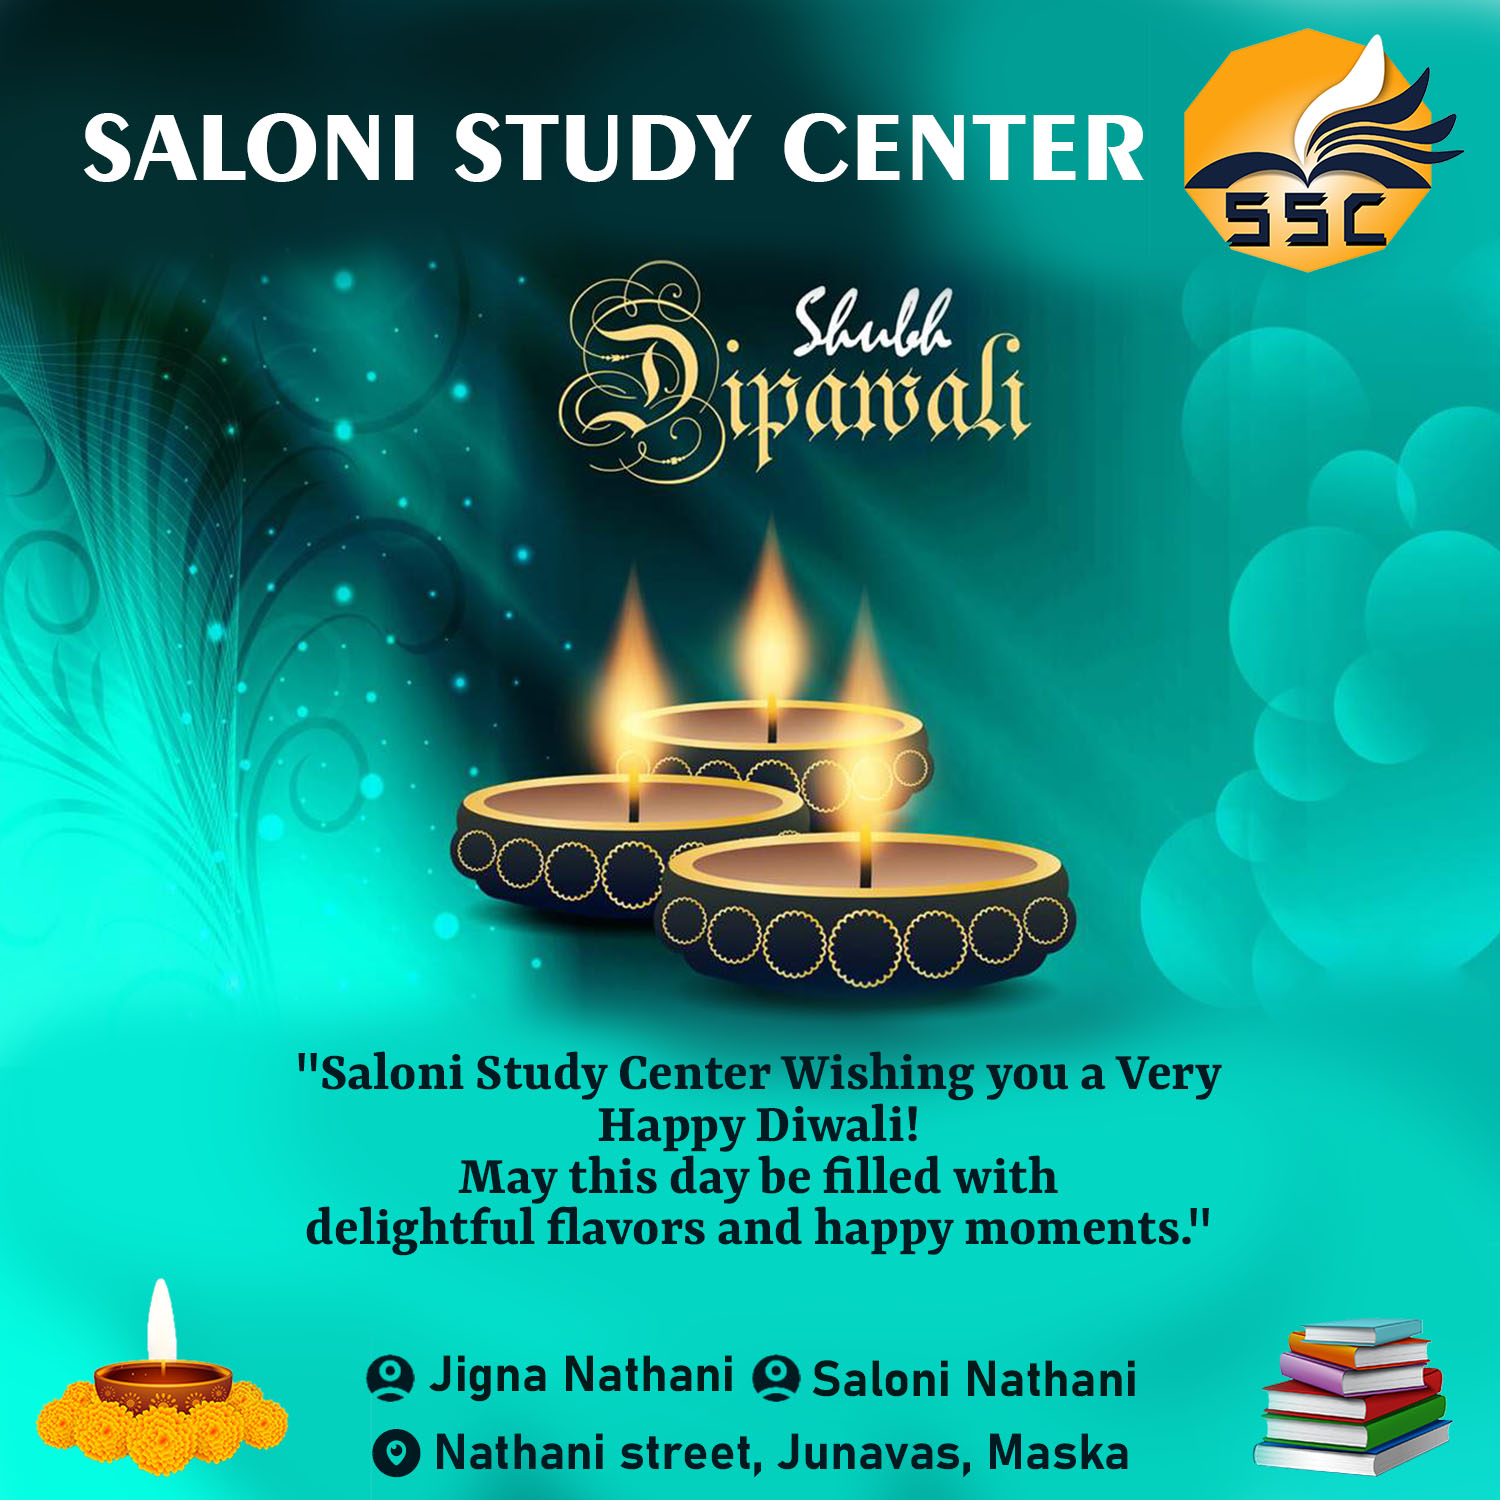 SALONI STUDY CENTER
SSC
Shubh
Dipawali
"Saloni Study Center Wishing you a Very
Happy Diwali!
May this day be filled with
delightful flavors and happy moments."
Jigna Nathani Saloni Nathani
Nathani street, Junavas, Maska